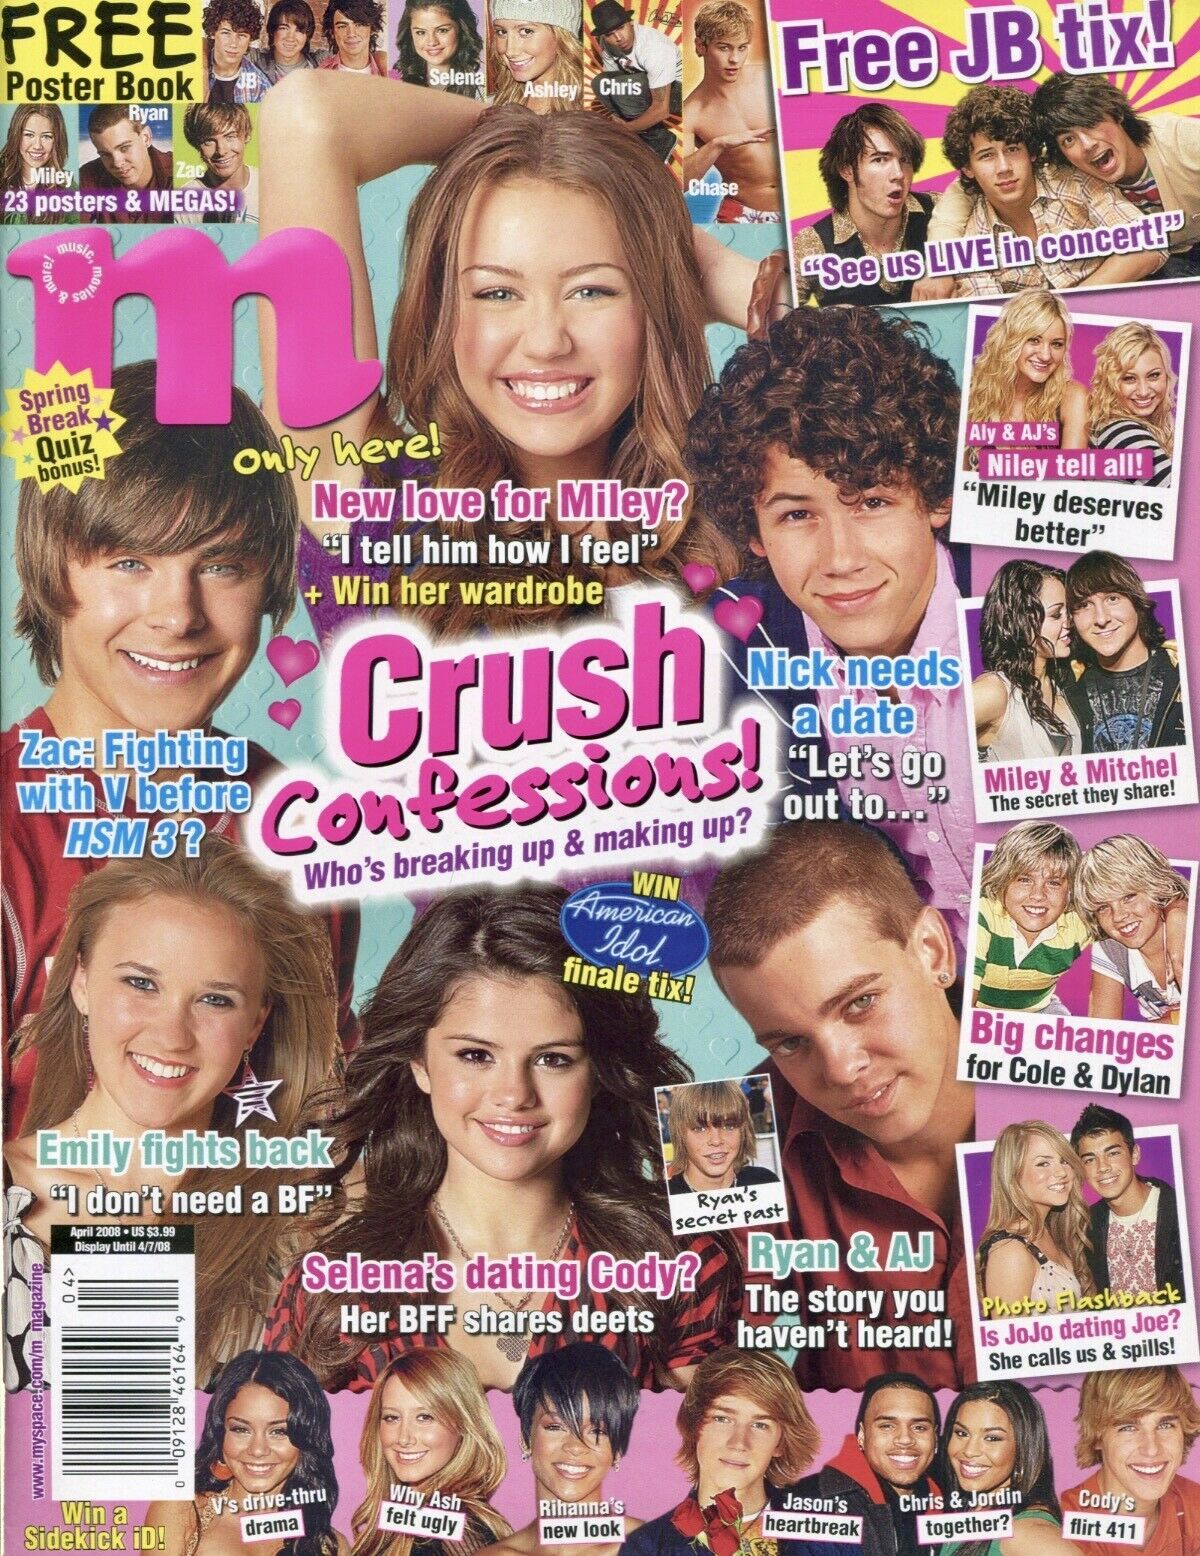 FREE
Poster Book
JB
Selena
Ashley
Chris
Chase
Miley
Ryan
Zac
23 posters & MEGAS!
Free JB tix!
“See us LIVE in concert!”
m
music, movies & more!
Spring
Break
Quiz
bonus!
only here!
New love for Miley?
“I tell him how I feel”
+ Win her wardrobe
Aly & AJ's
Niley tell all!
“Miley deserves
better”
Crush
Confessions!
Who's breaking up & making up?
Nick needs
a date
“Let's go
out to...”
Zac: Fighting
with V before
HSM 3?
Miley & Mitchel
The secret they share!
WIN
American
Idol
finale tix!
Big changes
for Cole & Dylan
Emily fights back
“I don't need a BF”
Ryan's
secret past
Selena's dating Cody?
Her BFF shares deets
Ryan & AJ
The story you
haven't heard!
Photo Flashback
Is JoJo dating Joe?
She calls us & spills!
April 2008 • US $3.99
Display Until 4/7/08
04>
0 09128 46164 9
www.myspace.com/m_magazine
Win a
Sidekick iD!
V's drive-thru
drama
Why Ash
felt ugly
Rihanna's
new look
Jason's
heartbreak
Chris & Jordin
together?
Cody's
flirt 411